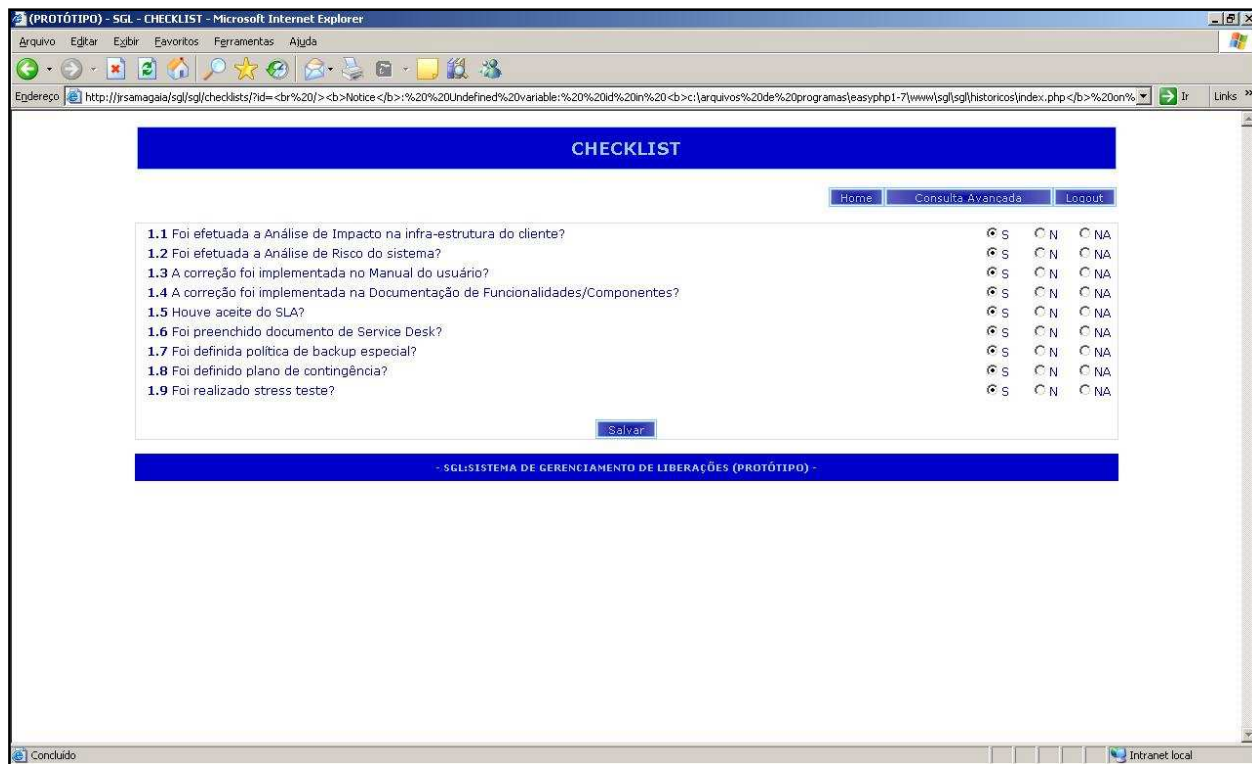 (PROTÓTIPO) - SGL - CHECKLIST - Microsoft Internet Explorer
Arquivo Editar Exibir Favoritos Ferramentas Ajuda
Endereço http://jrsamagaia/sgl/sgl/checklists/?id=<br%20/><b>Notice</b>:%20%20Undefined%20variable:%20%20id%20in%20<b>c:\arquivos%20de%20programas\easyphp1-7\www\sgl\sgl\historicos\index.php</b>%20on% Ir Links »
CHECKLIST
Home Consulta Avançada Logout
1.1 Foi efetuada a Análise de Impacto na infra-estrutura do cliente? S N NA
1.2 Foi efetuada a Análise de Risco do sistema? S N NA
1.3 A correção foi implementada no Manual do usuário? S N NA
1.4 A correção foi implementada na Documentação de Funcionalidades/Componentes? S N NA
1.5 Houve aceite do SLA? S N NA
1.6 Foi preenchido documento de Service Desk? S N NA
1.7 Foi definida política de backup especial? S N NA
1.8 Foi definido plano de contingência? S N NA
1.9 Foi realizado stress teste? S N NA
Salvar
- SGL:SISTEMA DE GERENCIAMENTO DE LIBERAÇÕES (PROTÓTIPO) -
Concluído Intranet local